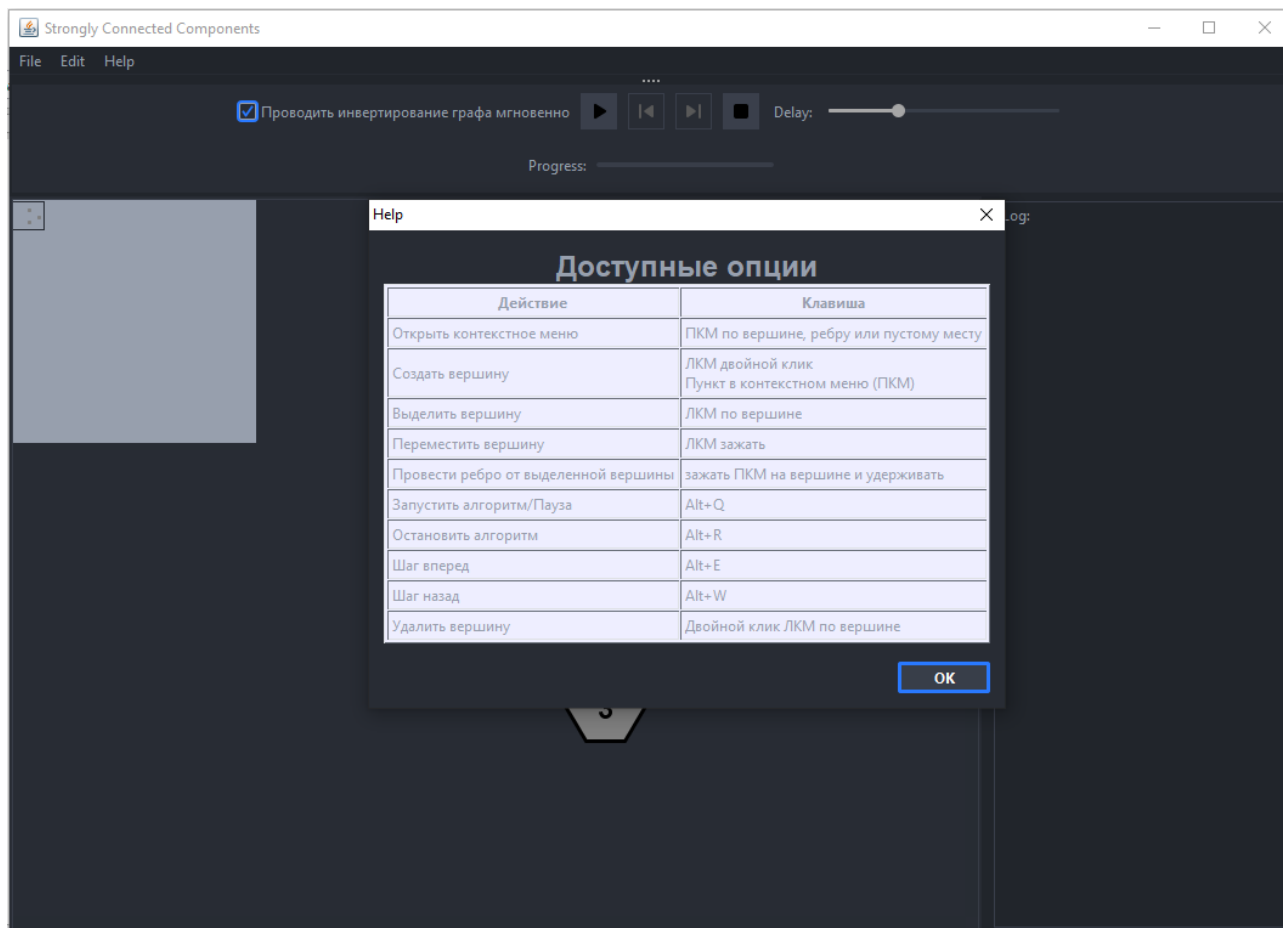 Strongly Connected Components
File Edit Help
Проводить инвертирование графа мгновенно Delay:
Progress:
Help
Log:
Доступные опции
Действие Клавиша
Открыть контекстное меню ПКМ по вершине, ребру или пустому месту
Создать вершину ЛКМ двойной клик
Пункт в контекстном меню (ПКМ)
Выделить вершину ЛКМ по вершине
Переместить вершину ЛКМ зажать
Провести ребро от выделенной вершины зажать ПКМ на вершине и удерживать
Запустить алгоритм/Пауза Alt+Q
Остановить алгоритм Alt+R
Шаг вперед Alt+E
Шаг назад Alt+W
Удалить вершину Двойной клик ЛКМ по вершине
OK